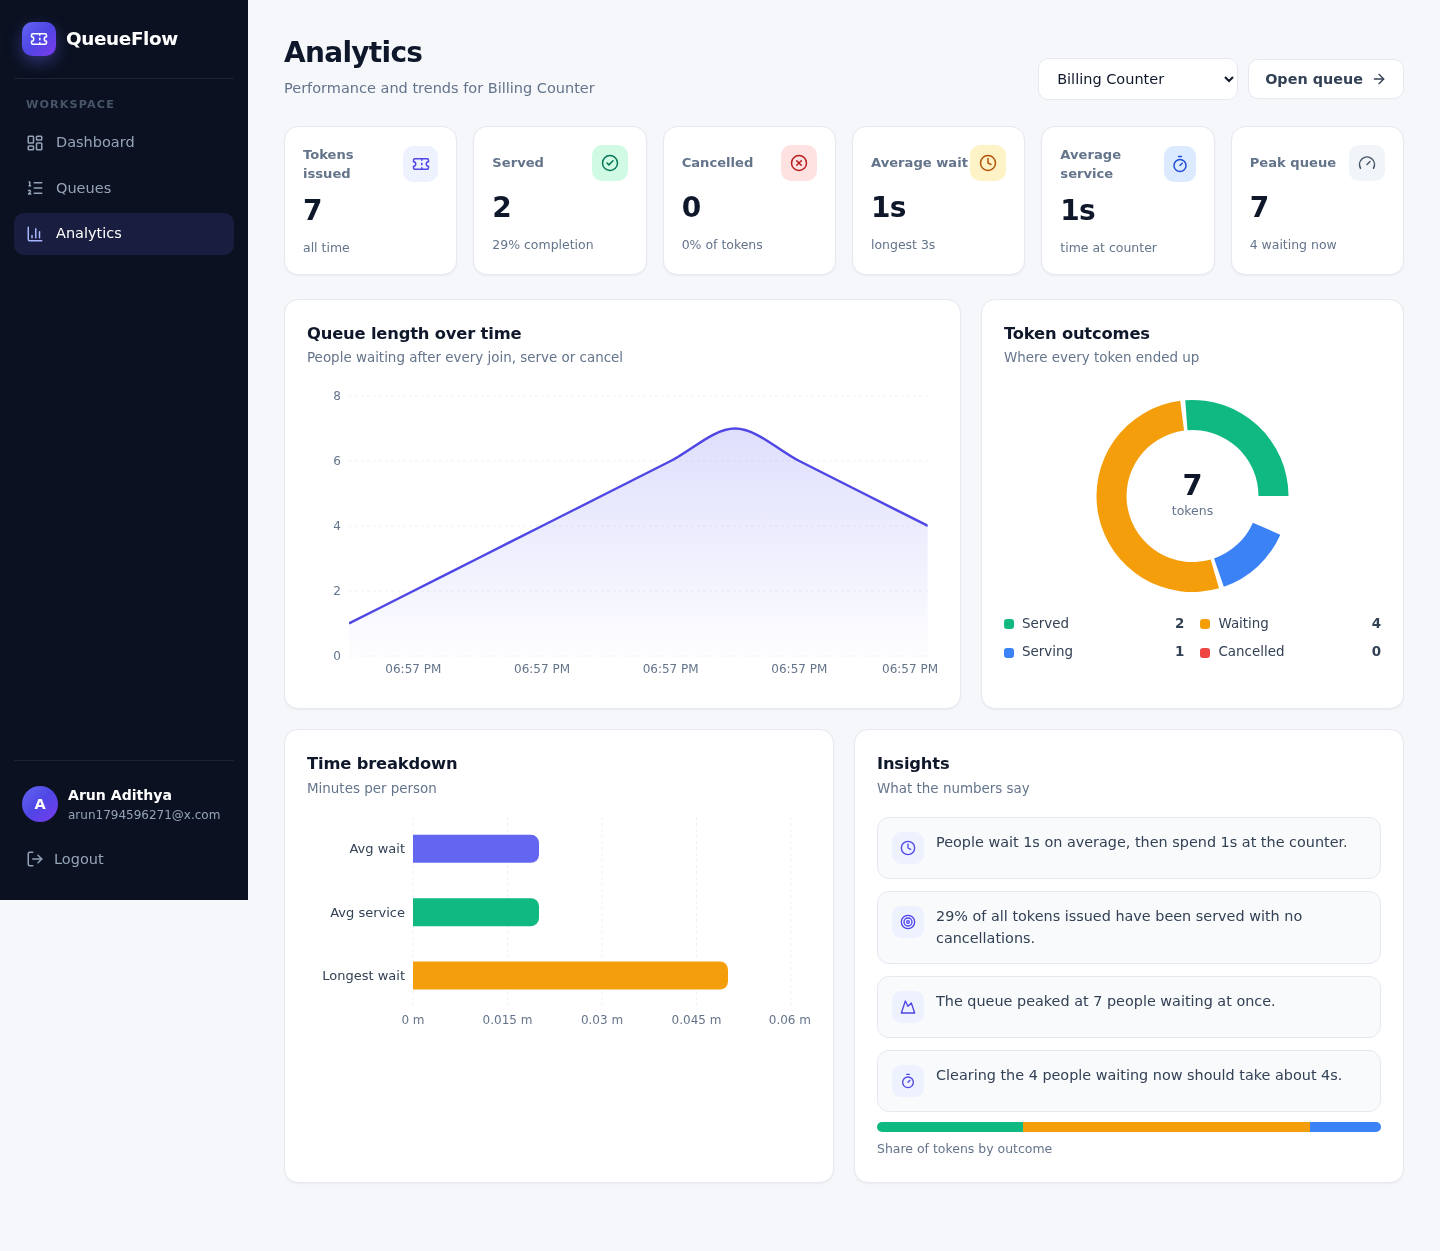 QueueFlow
WORKSPACE
Dashboard
Queues
Analytics
Arun Adithya
arun1794596271@x.com
Logout
Analytics
Performance and trends for Billing Counter
Billing Counter
Open queue
Tokens
issued
7
all time
Served
2
29% completion
Cancelled
0
0% of tokens
Average wait
1s
longest 3s
Average
service
1s
time at counter
Peak queue
7
4 waiting now
Queue length over time
People waiting after every join, serve or cancel
8
6
4
2
0
06:57 PM 06:57 PM 06:57 PM 06:57 PM 06:57 PM
Token outcomes
Where every token ended up
7
tokens
Served 2 Waiting 4
Serving 1 Cancelled 0
Time breakdown
Minutes per person
Avg wait
Avg service
Longest wait
0 m 0.015 m 0.03 m 0.045 m 0.06 m
Insights
What the numbers say
People wait 1s on average, then spend 1s at the counter.
29% of all tokens issued have been served with no
cancellations.
The queue peaked at 7 people waiting at once.
Clearing the 4 people waiting now should take about 4s.
Share of tokens by outcome